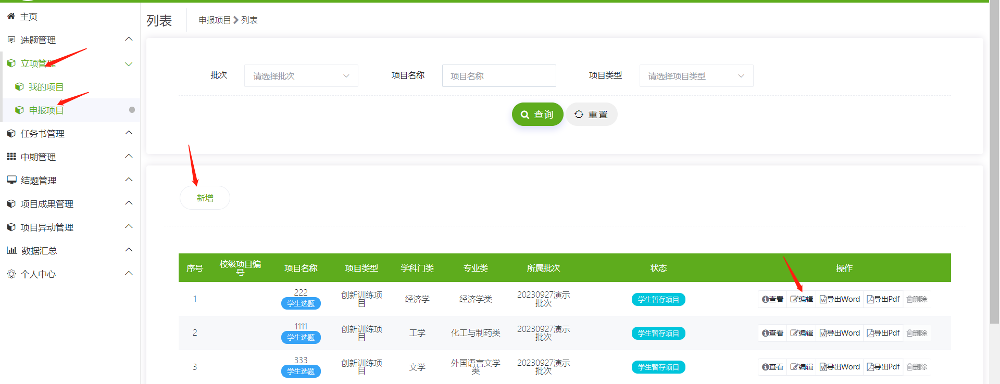 主页
选题管理
立项管理
我的项目
申报项目
任务书管理
中期管理
结题管理
项目成果管理
项目异动管理
数据汇总
个人中心
列表
申报项目 列表
批次 请选择批次 项目名称 项目名称 项目类型 请选择项目类型
查询 重置
新增
序号 校级项目编号 项目名称 项目类型 学科门类 专业类 所属批次 状态 操作
1 222 学生选题 创新训练项目 经济学 经济学类 20230927演示批次 学生暂存项目 查看 编辑 导出Word 导出Pdf 删除
2 1111 学生选题 创新训练项目 工学 化工与制药类 20230927演示批次 学生暂存项目 查看 编辑 导出Word 导出Pdf 删除
3 333 学生选题 创新训练项目 文学 外国语言文学类 20230927演示批次 学生暂存项目 查看 编辑 导出Word 导出Pdf 删除